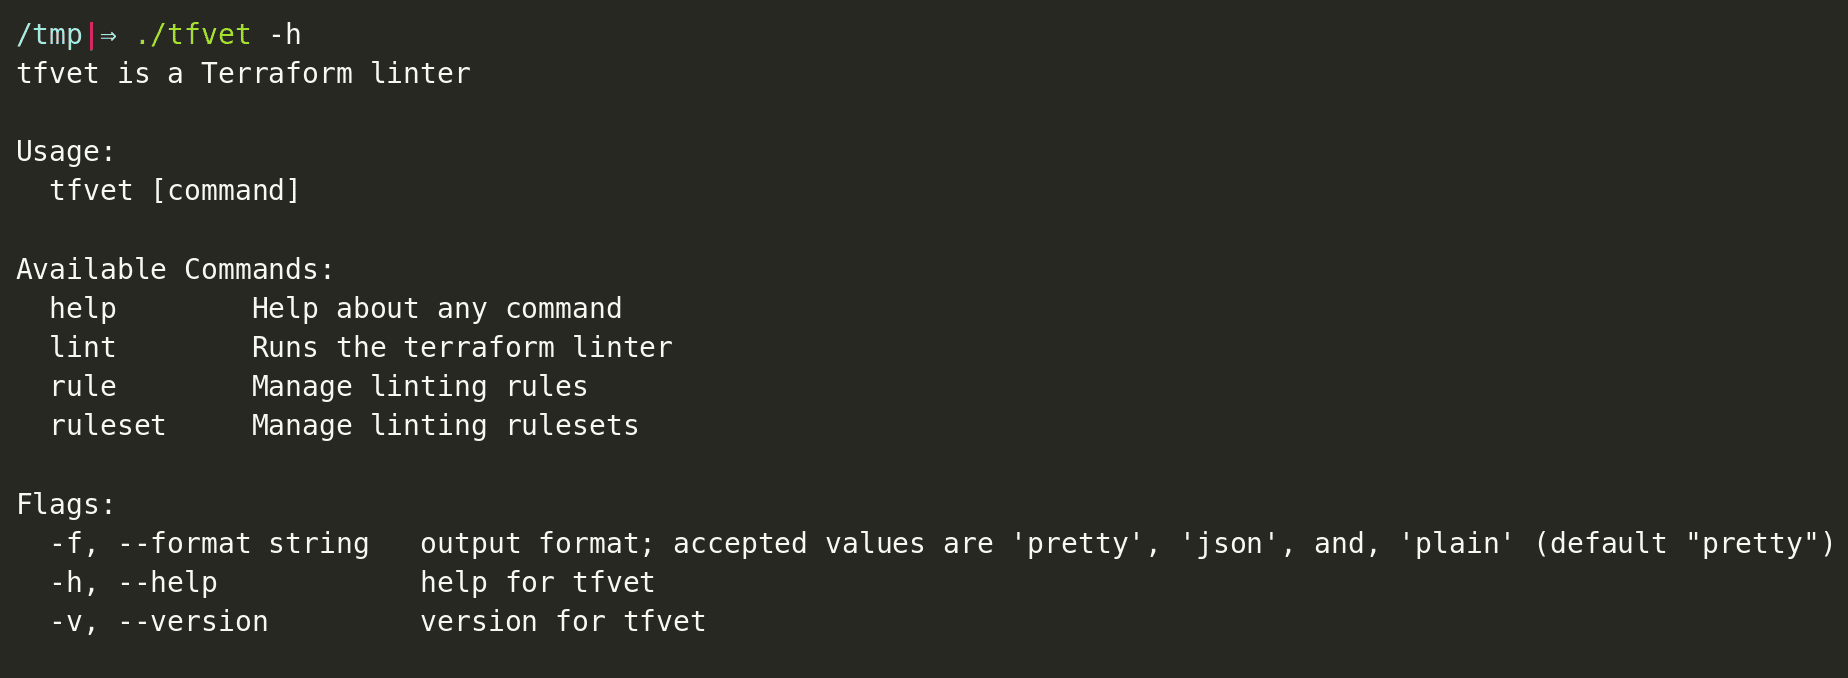 /tmp|⇒ ./tfvet -h
tfvet is a Terraform linter

Usage:
  tfvet [command]

Available Commands:
  help        Help about any command
  lint        Runs the terraform linter
  rule        Manage linting rules
  ruleset     Manage linting rulesets

Flags:
  -f, --format string   output format; accepted values are 'pretty', 'json', and, 'plain' (default "pretty")
  -h, --help            help for tfvet
  -v, --version         version for tfvet